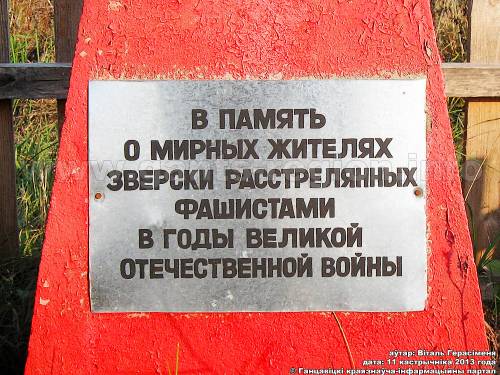 В ПАМЯТЬ
О МИРНЫХ ЖИТЕЛЯХ
ЗВЕРСКИ РАССТРЕЛЯННЫХ
ФАШИСТАМИ
В ГОДЫ ВЕЛИКОЙ
ОТЕЧЕСТВЕННОЙ ВОЙНЫ
аўтар: Віталь Герасіменя
дата: 11 кастрычніка 2013 года
© Ганцавіцкі краязнаўча-інфармацыйны партал